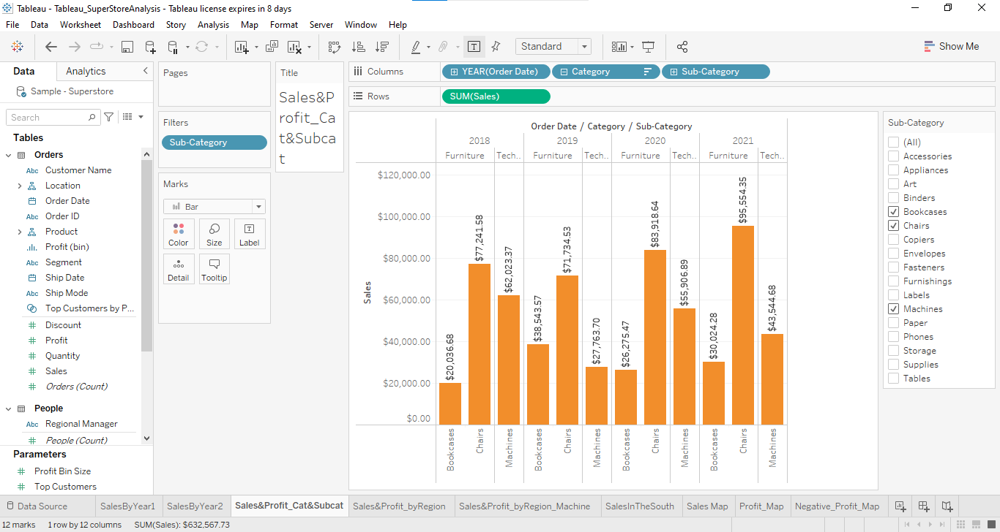 Tableau - Tableau_SuperStoreAnalysis - Tableau license expires in 8 days
File Data Worksheet Dashboard Story Analysis Map Format Server Window Help
Standard
Show Me
Data Analytics
Sample - Superstore
Search
Tables
Orders
Abc Customer Name
Location
Order Date
Abc Order ID
Product
Profit (bin)
Abc Segment
Ship Date
Abc Ship Mode
Top Customers by P...
# Discount
# Profit
# Quantity
# Sales
# Orders (Count)
People
Abc Regional Manager
# People (Count)
Parameters
# Profit Bin Size
# Top Customers
Pages
Filters
Sub-Category
Marks
Bar
Color Size Label
Detail Tooltip
Title
Sales&P
rofit_Ca
t&Subca
t
Columns YEAR(Order Date) Category Sub-Category
Rows SUM(Sales)
Order Date / Category / Sub-Category
2018 2019 2020 2021
Furniture Tech.. Furniture Tech.. Furniture Tech.. Furniture Tech..
Sales
$120,000.00
$100,000.00
$80,000.00
$60,000.00
$40,000.00
$20,000.00
$0.00
$20,036.68
$77,241.58
$62,023.37
$38,543.57
$71,734.53
$27,763.70
$26,275.47
$83,918.64
$55,906.89
$30,024.28
$95,554.35
$43,544.68
Bookcases
Chairs
Machines
Bookcases
Chairs
Machines
Bookcases
Chairs
Machines
Bookcases
Chairs
Machines
Sub-Category
(All)
Accessories
Appliances
Art
Binders
Bookcases
Chairs
Copiers
Envelopes
Fasteners
Furnishings
Labels
Machines
Paper
Phones
Storage
Supplies
Tables
Data Source SalesByYear1 SalesByYear2 Sales&Profit_Cat&Subcat Sales&Profit_byRegion Sales&Profit_byRegion_Machine SalesInTheSouth Sales Map Profit_Map Negative_Profit_Map
12 marks 1 row by 12 columns SUM(Sales): $632,567.73